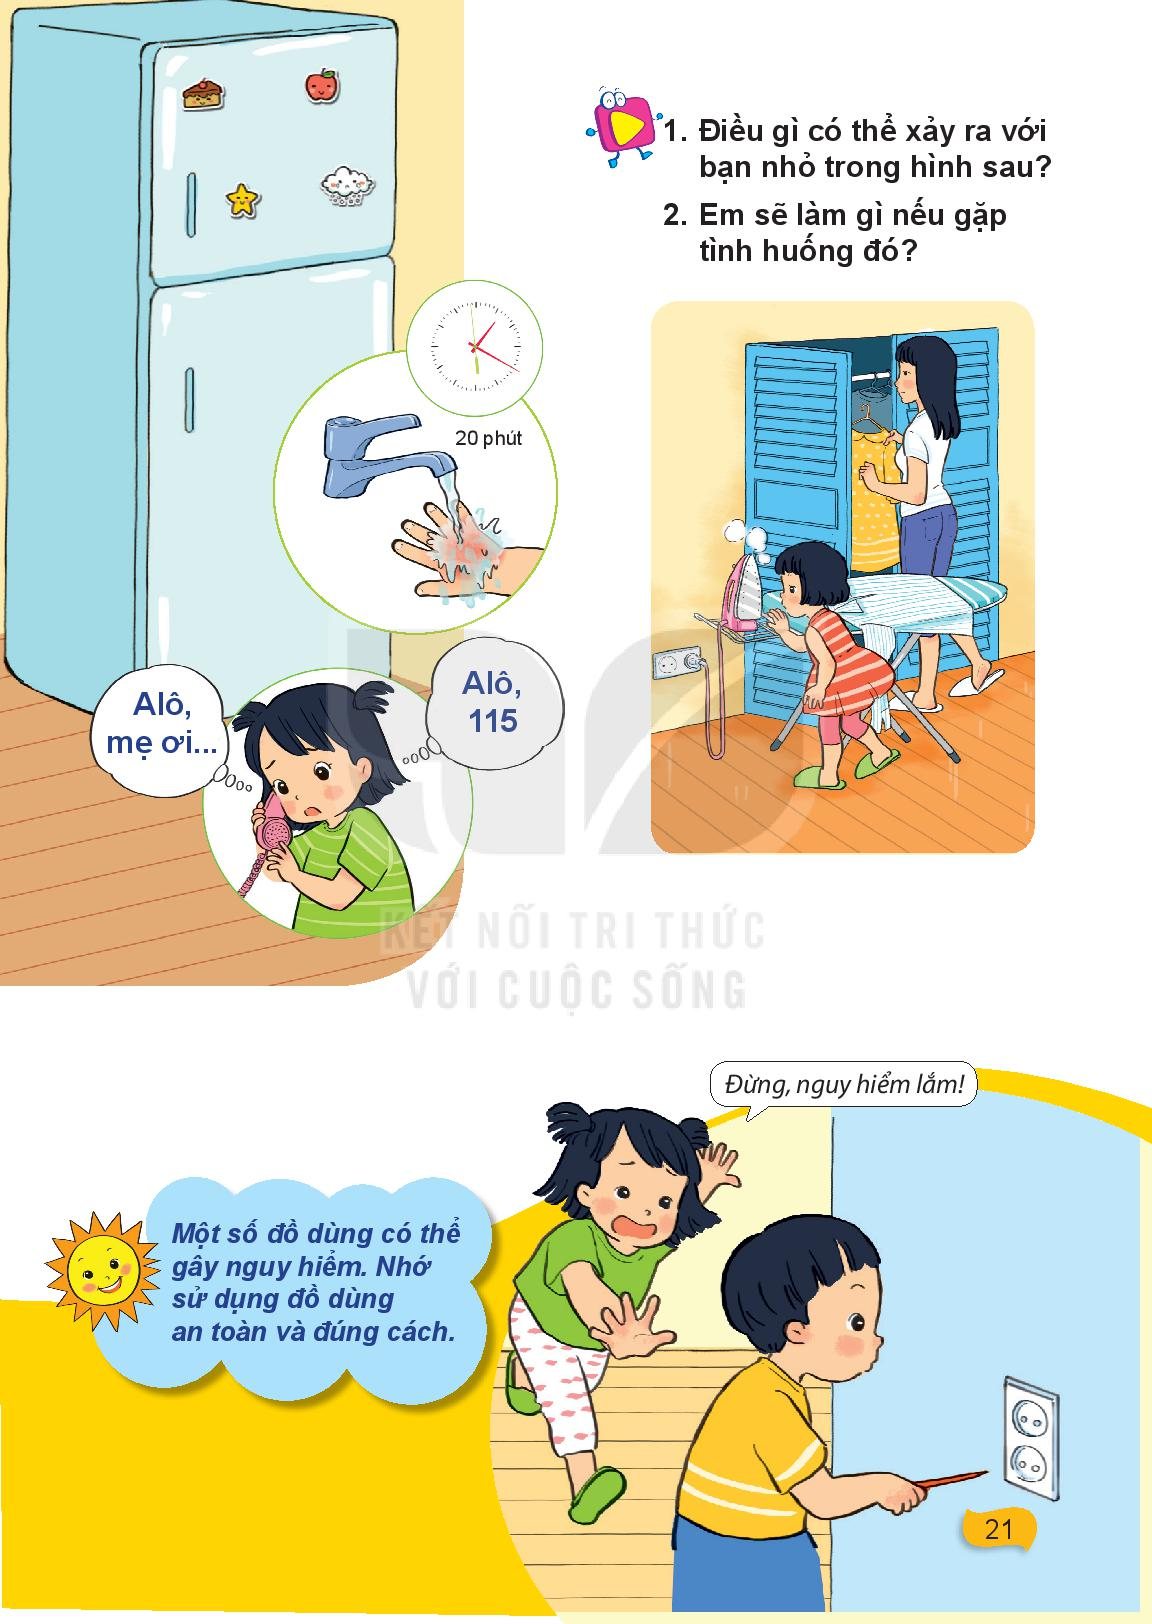 1. Điều gì có thể xảy ra với
bạn nhỏ trong hình sau?
2. Em sẽ làm gì nếu gặp
tình huống đó?
20 phút
Alô,
mẹ ơi...
Alô,
115
KẾT NỐI TRI THỨC
VỚI CUỘC SỐNG
Đừng, nguy hiểm lắm!
Một số đồ dùng có thể
gây nguy hiểm. Nhớ
sử dụng đồ dùng
an toàn và đúng cách.
21